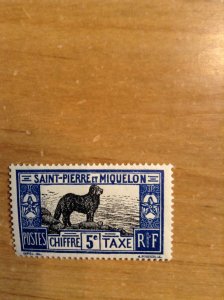 SAINT-PIERRE ET MIQUELON
POSTES CHIFFRE 5c TAXE RF